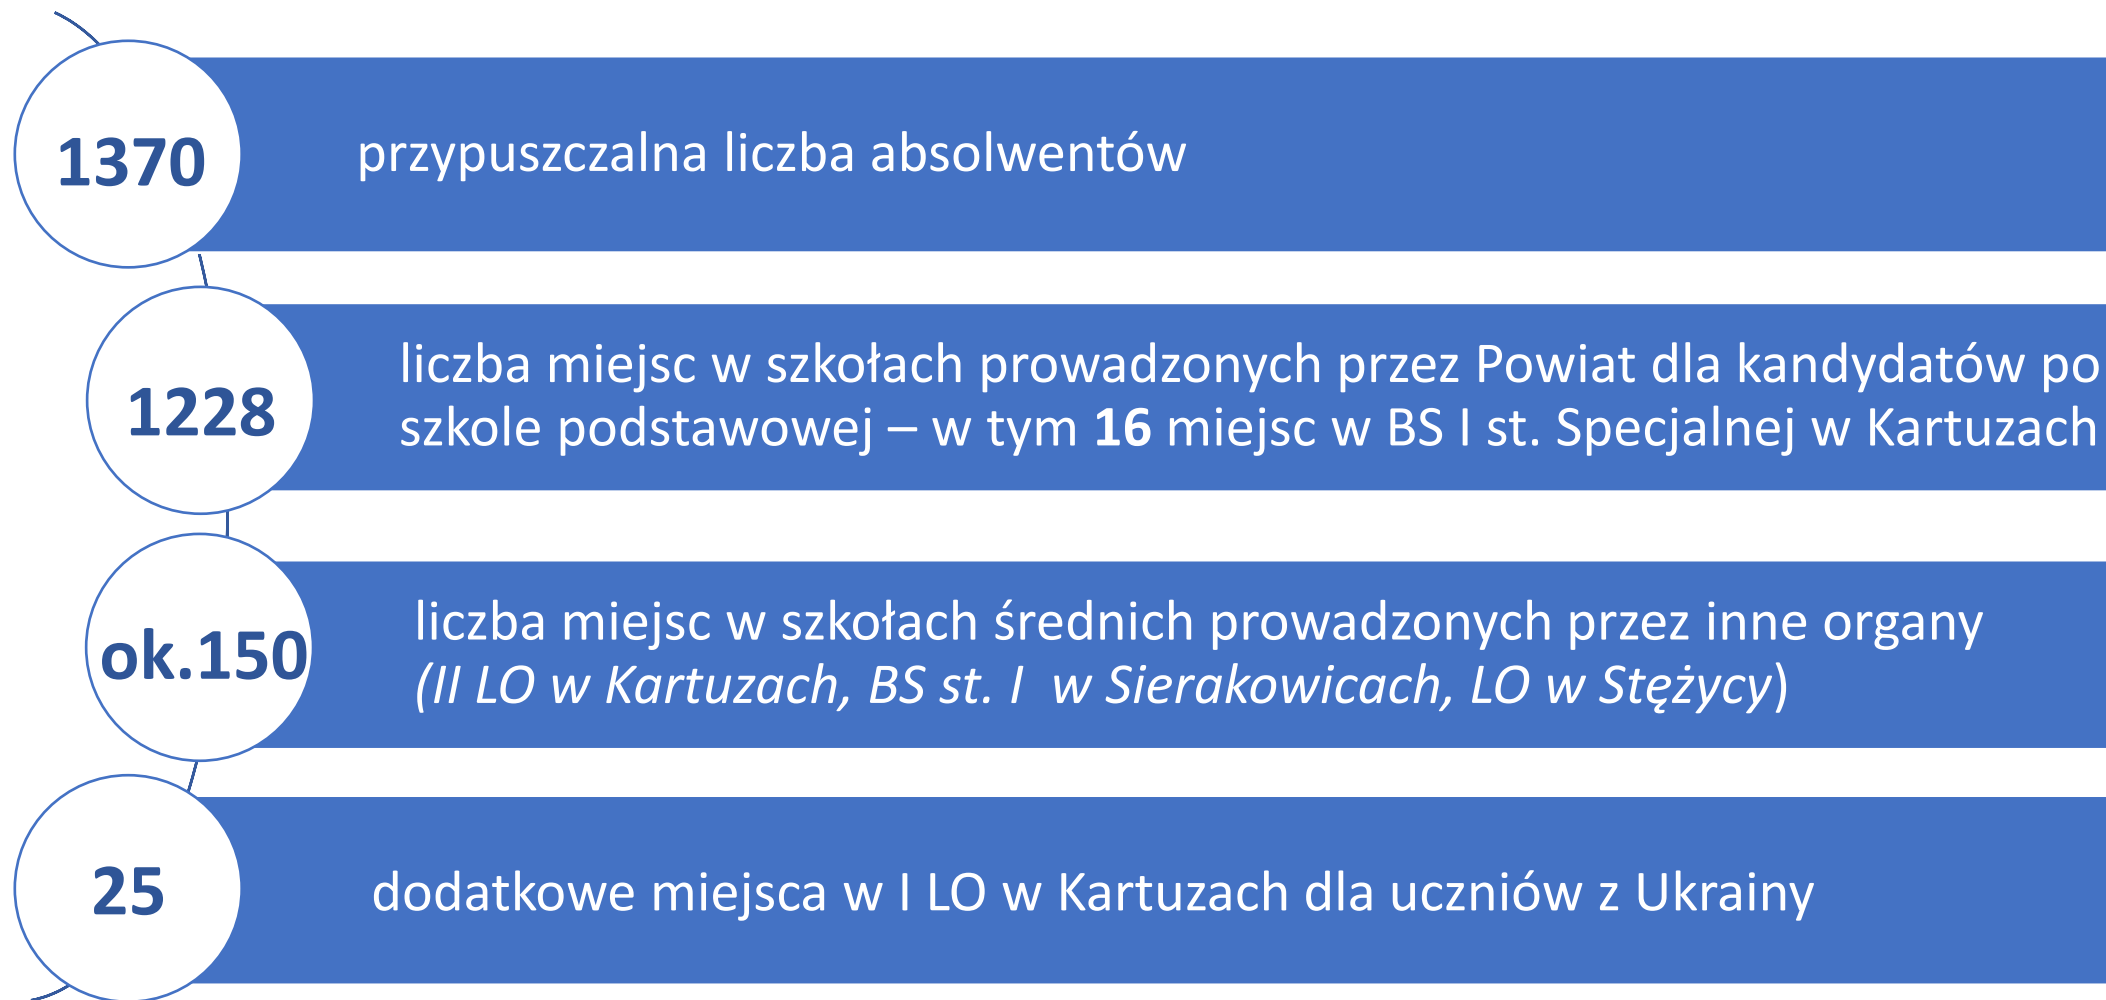 1370
przypuszczalna liczba absolwentów
1228
liczba miejsc w szkołach prowadzonych przez Powiat dla kandydatów po
szkole podstawowej – w tym 16 miejsc w BS I st. Specjalnej w Kartuzach
ok.150
liczba miejsc w szkołach średnich prowadzonych przez inne organy
(II LO w Kartuzach, BS st. I w Sierakowicach, LO w Stężycy)
25
dodatkowe miejsca w I LO w Kartuzach dla uczniów z Ukrainy